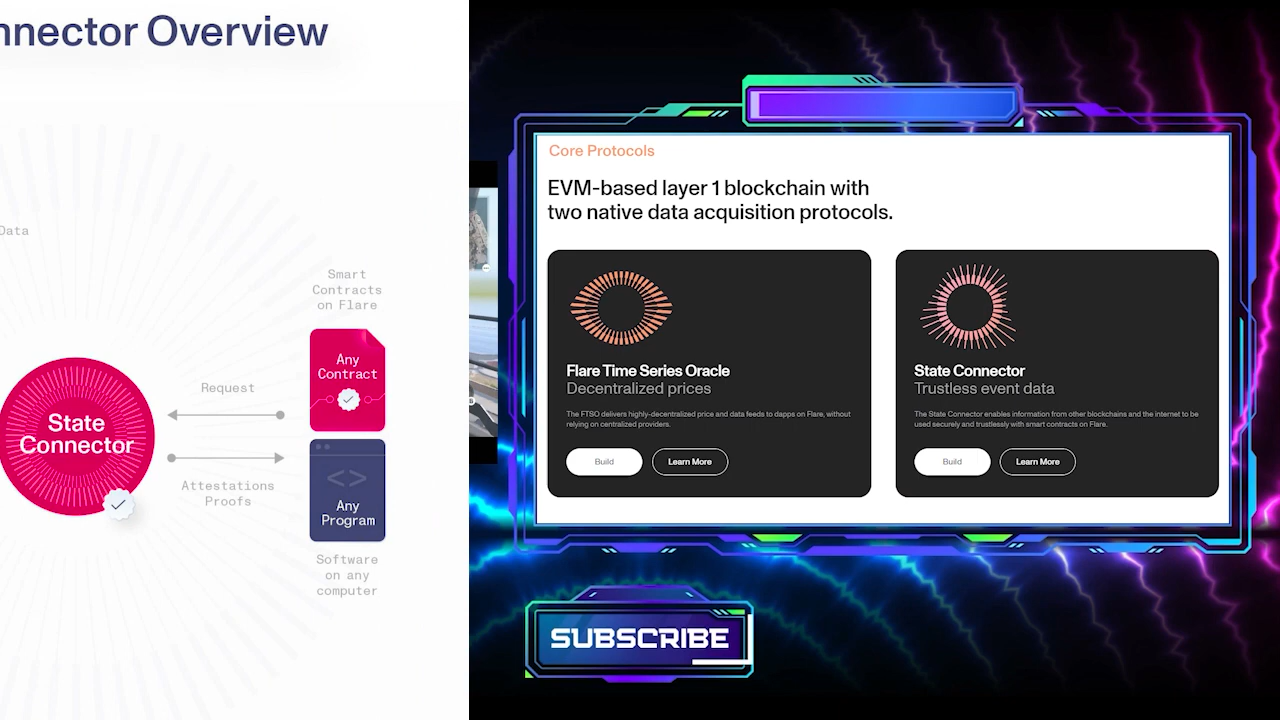 nnector Overview
Data
Smart
Contracts
on Flare
Any
Contract
Request
State
Connector
Attestations
Proofs
Any
Program
Software
on any
computer
Core Protocols
EVM-based layer 1 blockchain with
two native data acquisition protocols.
Flare Time Series Oracle
Decentralized prices
The FTSO delivers highly-decentralized price and data feeds to dapps on Flare, without
relying on centralized providers.
Build
Learn More
State Connector
Trustless event data
The State Connector enables information from other blockchains and the internet to be
used securely and trustlessly with smart contracts on Flare.
Build
Learn More
SUBSCRIBE